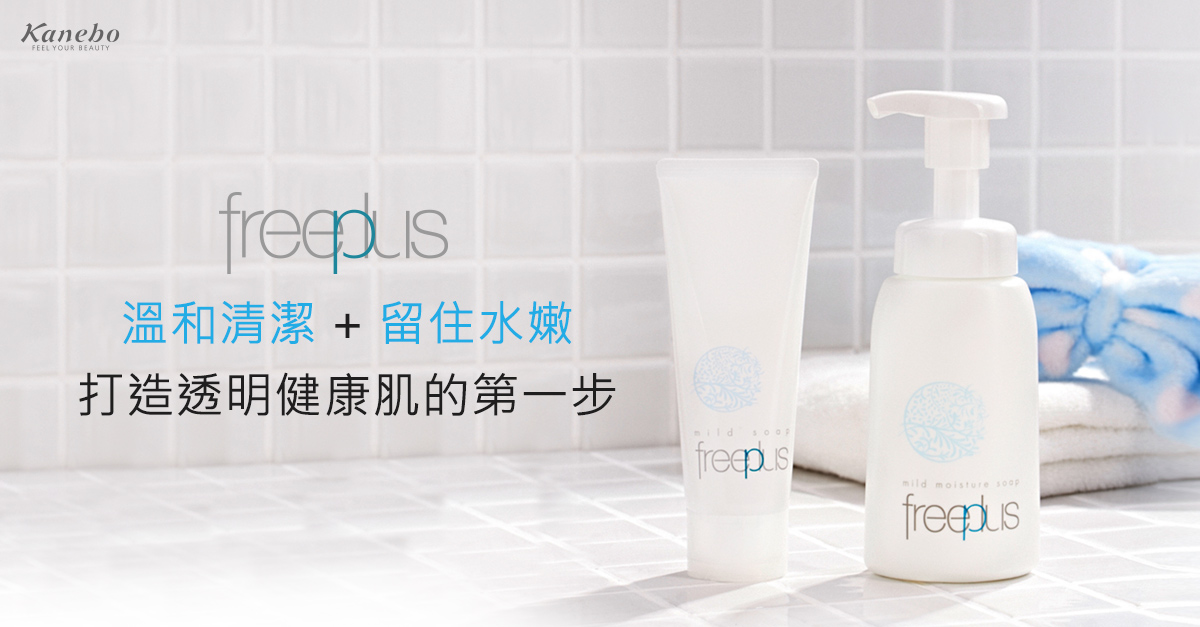 Kanebo
FEEL YOUR BEAUTY
freeplus
溫和清潔 + 留住水嫩
打造透明健康肌的第一步
mild soap
freeplus
mild moisture soap
freeplus